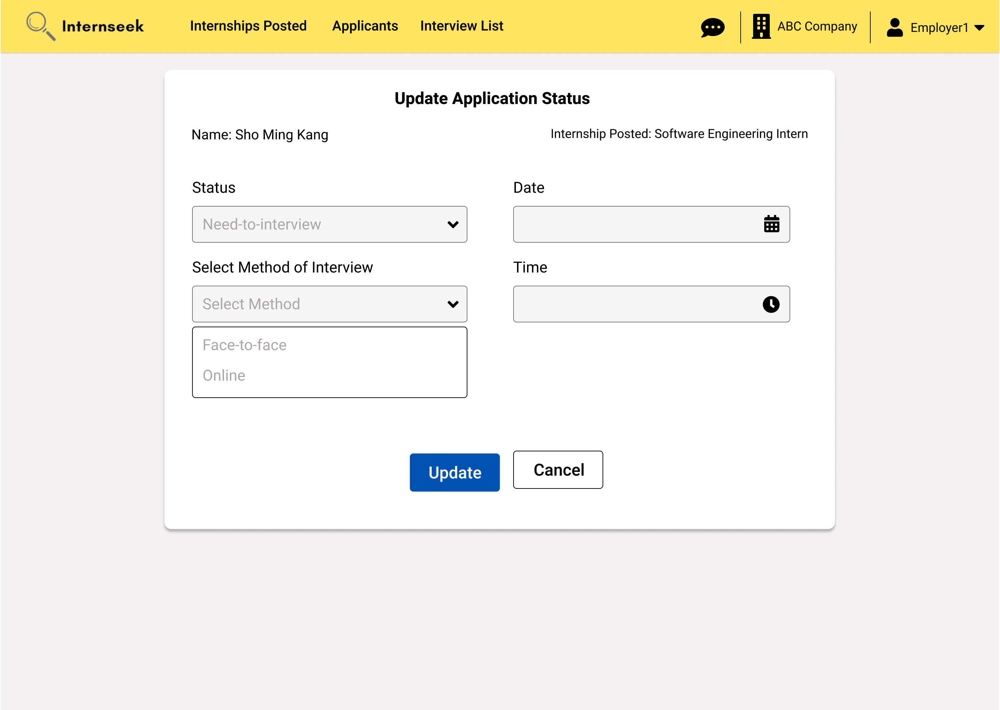 Internseek
Internships Posted
Applicants
Interview List
ABC Company
Employer1
Update Application Status
Name: Sho Ming Kang
Internship Posted: Software Engineering Intern
Status
Date
Need-to-interview
Select Method of Interview
Time
Select Method
Face-to-face
Online
Update
Cancel